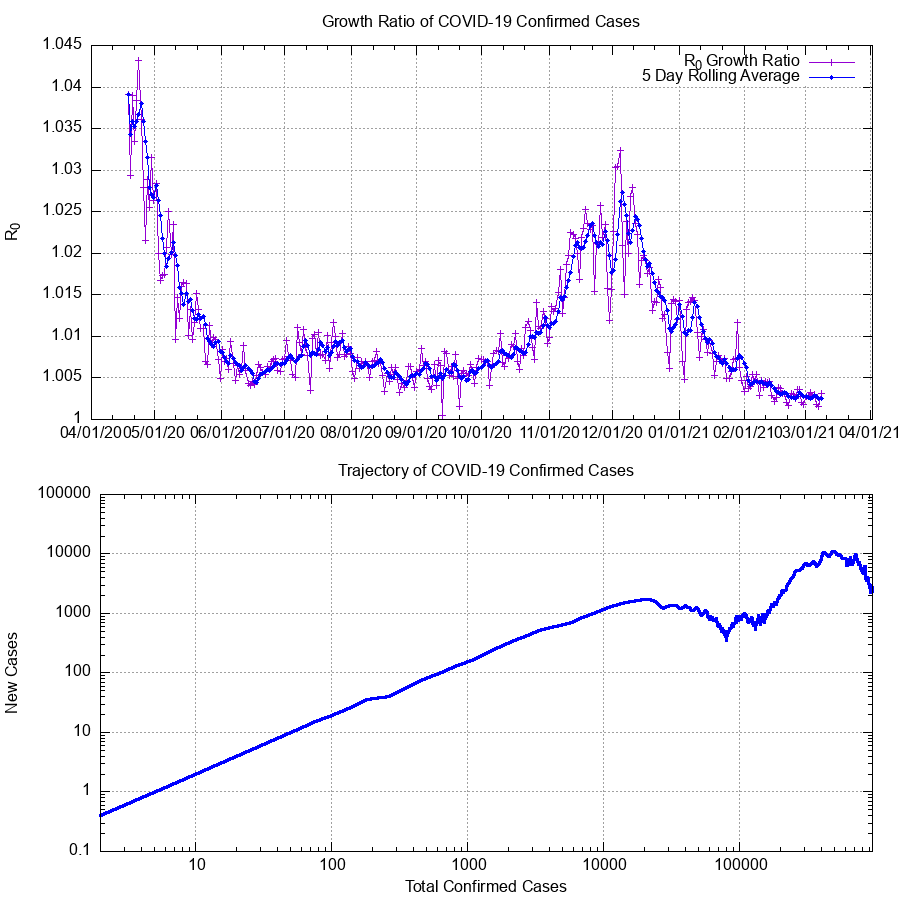 Growth Ratio of COVID-19 Confirmed Cases
R0 Growth Ratio
5 Day Rolling Average
1.045
1.04
1.035
1.03
1.025
1.02
1.015
1.01
1.005
1
R0
04/01/20 05/01/20 06/01/20 07/01/20 08/01/20 09/01/20 10/01/20 11/01/20 12/01/20 01/01/21 02/01/21 03/01/21 04/01/21
Trajectory of COVID-19 Confirmed Cases
100000
10000
1000
100
10
1
0.1
New Cases
10 100 1000 10000 100000
Total Confirmed Cases